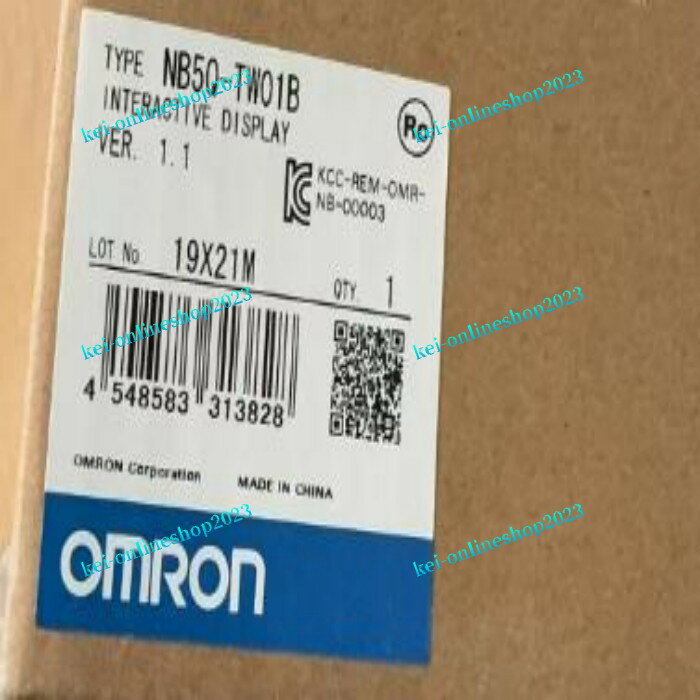 TYPE NB5Q-TW01B
INTERACTIVE DISPLAY
VER. 1.1
Rc
KCC-REM-OMR-
NB-00003
LOT No 19X21M
QTY. 1
4 548583 313828
OMRON Corporation
MADE IN CHINA
OMRON
kei-onlineshop2023
kei-onlineshop2023
kei-onlineshop2023
kei-onlineshop2023
kei-onlineshop2023
kei-onlineshop2023